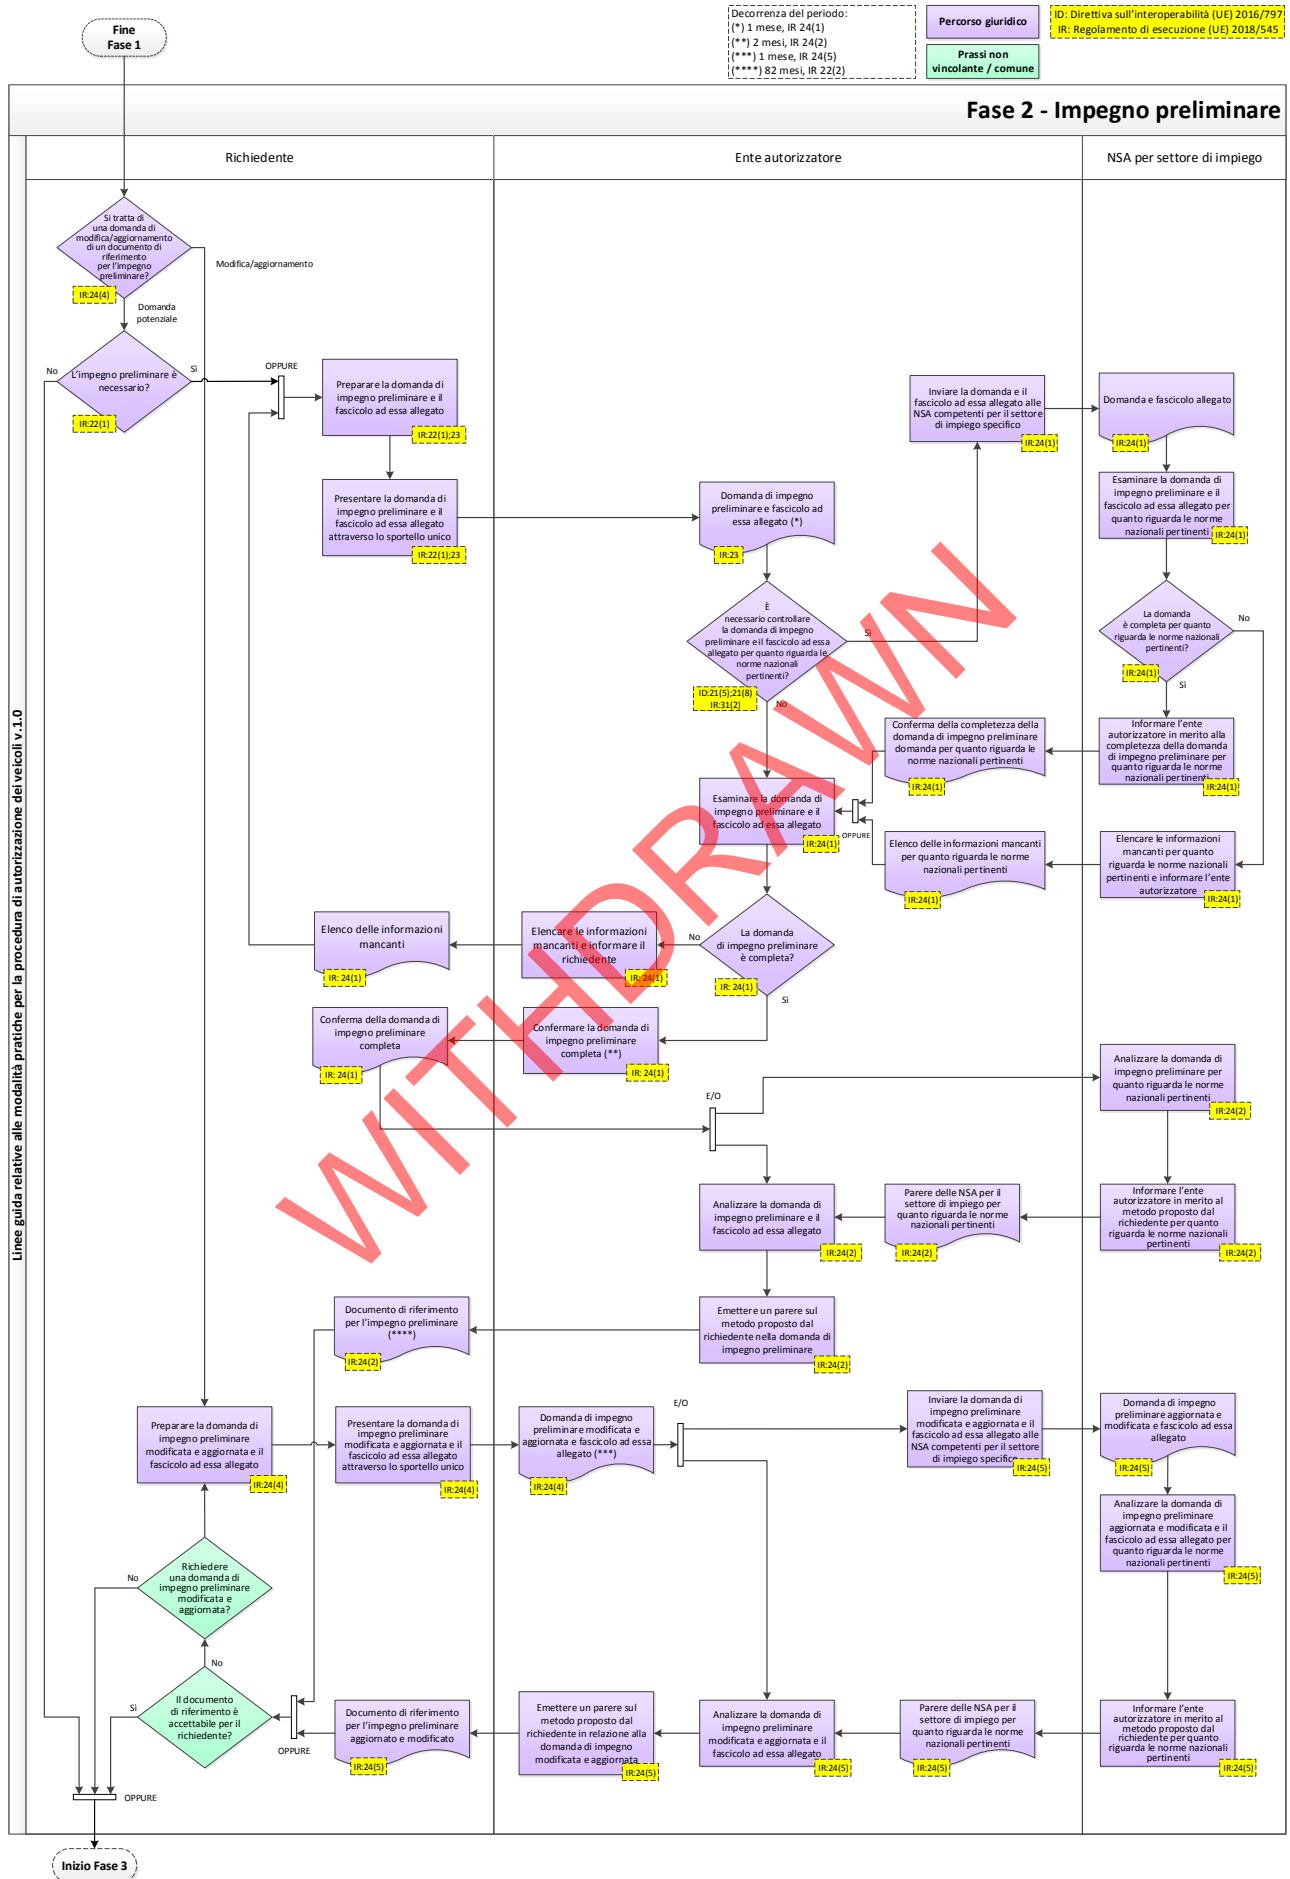 Fine
Fase 1
Decorrenza del periodo:
(*) 1 mese, IR 24(1)
(**) 2 mesi, IR 24(2)
(***) 1 mese, IR 24(5)
(****) 82 mesi, IR 22(2)
Percorso giuridico
Prassi non
vincolante / comune
ID: Direttiva sull'interoperabilità (UE) 2016/797
IR: Regolamento di esecuzione (UE) 2018/545
Fase 2 - Impegno preliminare
Linee guida relative alle modalità pratiche per la procedura di autorizzazione dei veicoli v.1.0
Richiedente
Ente autorizzatore
NSA per settore di impiego
Si tratta di
una domanda di
modifica/aggiornamento
di un documento di
riferimento
per l'impegno
preliminare?
IR:24(4)
Modifica/aggiornamento
Domanda
potenziale
L'impegno preliminare è
necessario?
IR:22(1)
No
Sì
OPPURE
Preparare la domanda di
impegno preliminare e il
fascicolo ad essa allegato
IR:22(1);23
Presentare la domanda di
impegno preliminare e il
fascicolo ad essa allegato
attraverso lo sportello unico
IR:22(1);23
Domanda di impegno
preliminare e fascicolo ad
essa allegato (*)
IR:23
Inviare la domanda e il
fascicolo ad essa allegato alle
NSA competenti per il settore
di impiego specifico
IR:24(1)
Domanda e fascicolo allegato
IR:24(1)
Esaminare la domanda di
impegno preliminare e il
fascicolo ad essa allegato per
quanto riguarda le norme
nazionali pertinenti
IR:24(1)
È
necessario controllare
la domanda di impegno
preliminare e il fascicolo ad essa
allegato per quanto riguarda le
norme nazionali
pertinenti?
ID:21(5);21(8)
IR:31(2)
Sì
No
La domanda
è completa per quanto
riguarda le norme nazionali
pertinenti?
IR:24(1)
No
Sì
Conferma della completezza della
domanda di impegno preliminare
domanda per quanto riguarda le
norme nazionali pertinenti
IR:24(1)
Informare l'ente
autorizzatore in merito alla
completezza della domanda
di impegno preliminare per
quanto riguarda le norme
nazionali pertinenti
IR:24(1)
Esaminare la domanda di
impegno preliminare e il
fascicolo ad essa allegato
IR:24(1)
OPPURE
Elenco delle informazioni mancanti
per quanto riguarda le norme
nazionali pertinenti
IR:24(1)
Elencare le informazioni
mancanti per quanto
riguarda le norme nazionali
pertinenti e informare l'ente
autorizzatore
IR:24(1)
Elenco delle informazioni
mancanti
IR: 24(1)
Elencare le informazioni
mancanti e informare il
richiedente
IR: 24(1)
No
La domanda
di impegno preliminare
è completa?
IR: 24(1)
Sì
Conferma della domanda di
impegno preliminare
completa
IR: 24(1)
Confermare la domanda di
impegno preliminare
completa (**)
IR: 24(1)
E/O
Analizzare la domanda di
impegno preliminare per
quanto riguarda le norme
nazionali pertinenti
IR:24(2)
Analizzare la domanda di
impegno preliminare e il
fascicolo ad essa allegato
IR:24(2)
Parere delle NSA per il
settore di impiego per
quanto riguarda le norme
nazionali pertinenti
IR:24(2)
Informare l'ente
autorizzatore in merito al
metodo proposto dal
richiedente per quanto
riguarda le norme nazionali
pertinenti
IR:24(2)
Documento di riferimento
per l'impegno preliminare
(****)
IR:24(2)
Emettere un parere sul
metodo proposto dal
richiedente nella domanda di
impegno preliminare
IR:24(2)
Preparare la domanda di
impegno preliminare
modificata e aggiornata e il
fascicolo ad essa allegato
IR:24(4)
Presentare la domanda di
impegno preliminare
modificata e aggiornata e il
fascicolo ad essa allegato
attraverso lo sportello unico
IR:24(4)
Domanda di impegno
preliminare modificata e
aggiornata e fascicolo ad essa
allegato (***)
IR:24(4)
E/O
Inviare la domanda di
impegno preliminare
modificata e aggiornata e il
fascicolo ad essa allegato alle
NSA competenti per il settore
di impiego specifico
IR:24(5)
Domanda di impegno
preliminare aggiornata e
modificata e fascicolo ad essa
allegato
IR:24(5)
Analizzare la domanda di
impegno preliminare
aggiornata e modificata e il
fascicolo ad essa allegato per
quanto riguarda le norme
nazionali pertinenti
IR:24(5)
Richiedere
una domanda di
impegno preliminare
modificata e
aggiornata?
No
No
Il documento
di riferimento è
accettabile per il
richiedente?
Sì
OPPURE
Documento di riferimento
per l'impegno preliminare
aggiornato e modificato
IR:24(5)
Emettere un parere sul
metodo proposto dal
richiedente in relazione alla
domanda di impegno
modificata e aggiornata
IR:24(5)
Analizzare la domanda di
impegno preliminare
modificata e aggiornata e il
fascicolo ad essa allegato
IR:24(5)
Parere delle NSA per il
settore di impiego per
quanto riguarda le norme
nazionali pertinenti
IR:24(5)
Informare l'ente
autorizzatore in merito al
metodo proposto dal
richiedente per quanto
riguarda le norme nazionali
pertinenti
IR:24(5)
OPPURE
Inizio Fase 3
WITHDRAWN